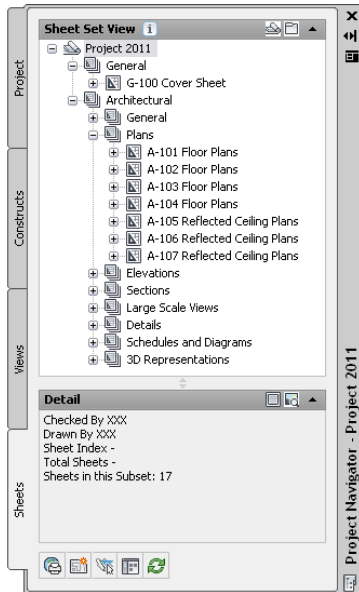 Sheet Set View
Project 2011
General
G-100 Cover Sheet
Architectural
General
Plans
A-101 Floor Plans
A-102 Floor Plans
A-103 Floor Plans
A-104 Floor Plans
A-105 Reflected Ceiling Plans
A-106 Reflected Ceiling Plans
A-107 Reflected Ceiling Plans
Elevations
Sections
Large Scale Views
Details
Schedules and Diagrams
3D Representations
Detail
Checked By XXX
Drawn By XXX
Sheet Index -
Total Sheets -
Sheets in this Subset: 17
Project
Constructs
Views
Sheets
Project Navigator - Project 2011